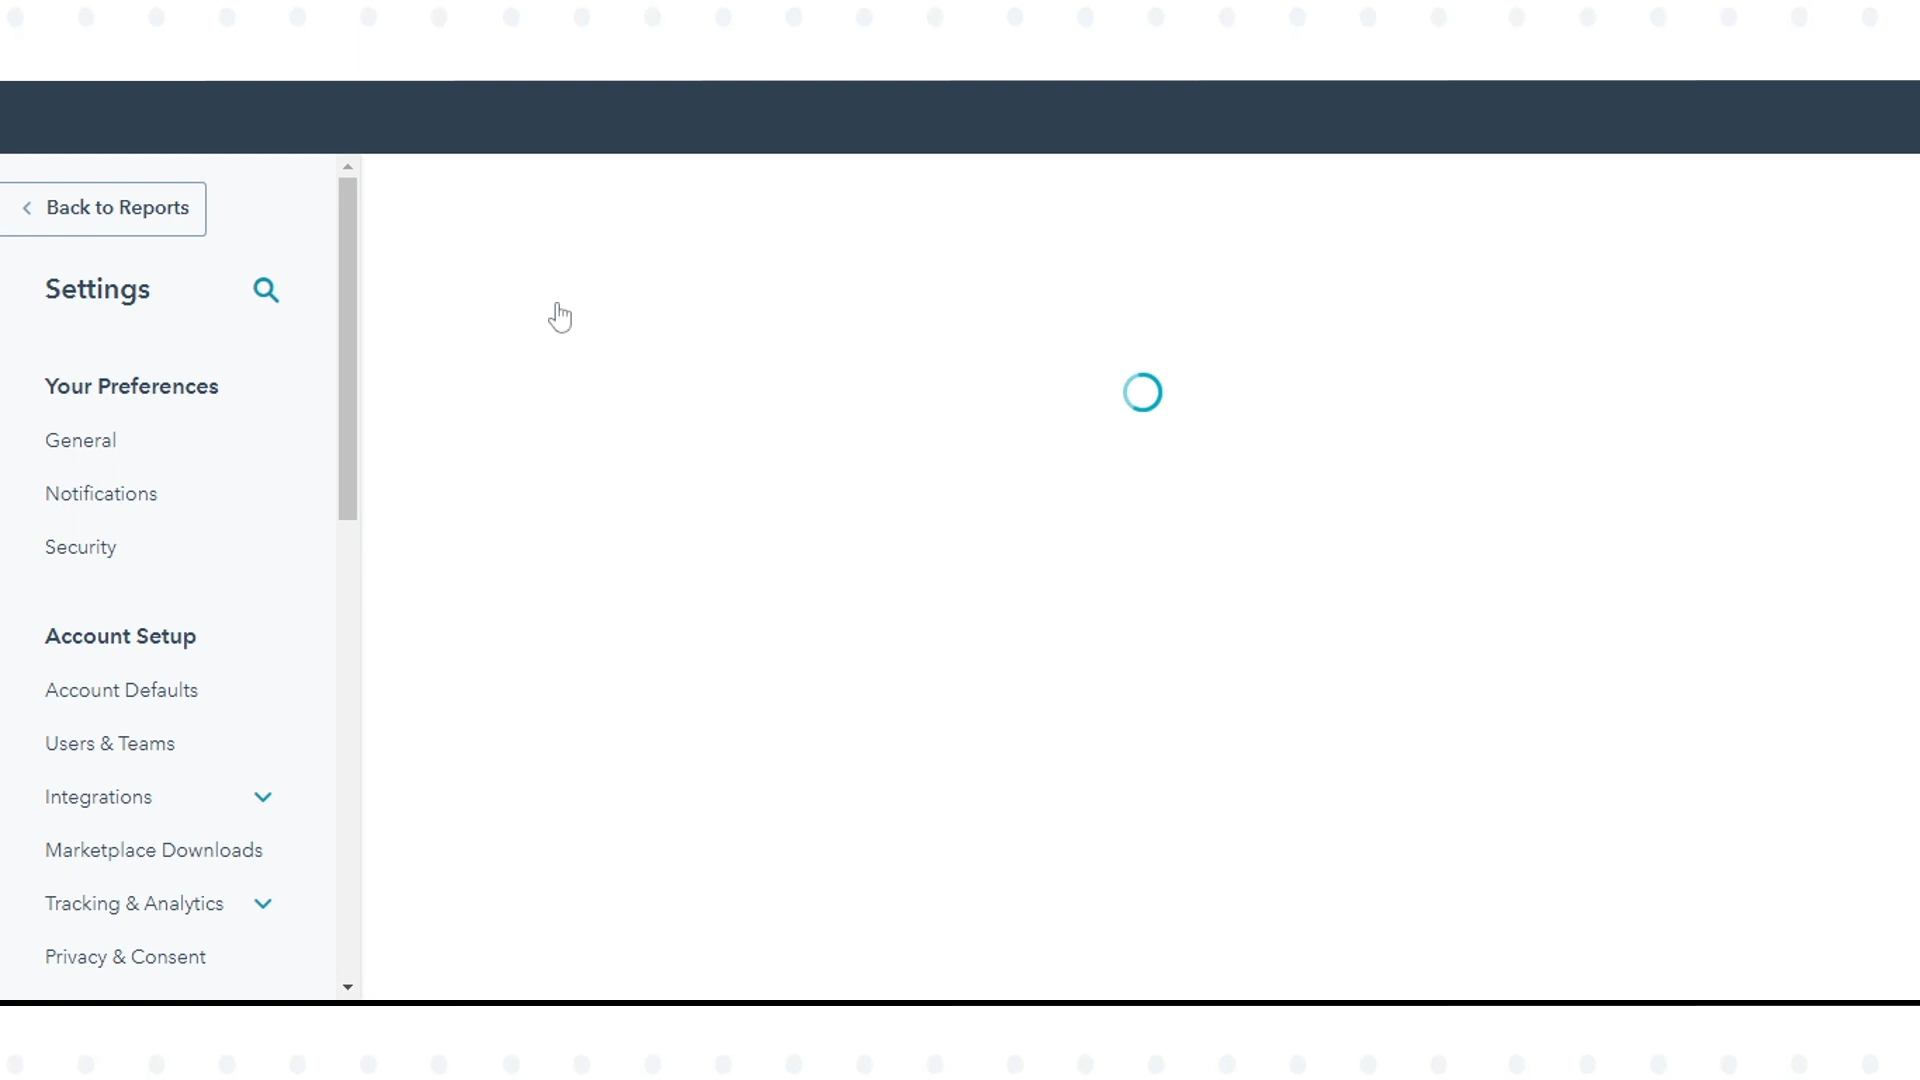 Back to Reports
Settings
Your Preferences
General
Notifications
Security
Account Setup
Account Defaults
Users & Teams
Integrations
Marketplace Downloads
Tracking & Analytics
Privacy & Consent